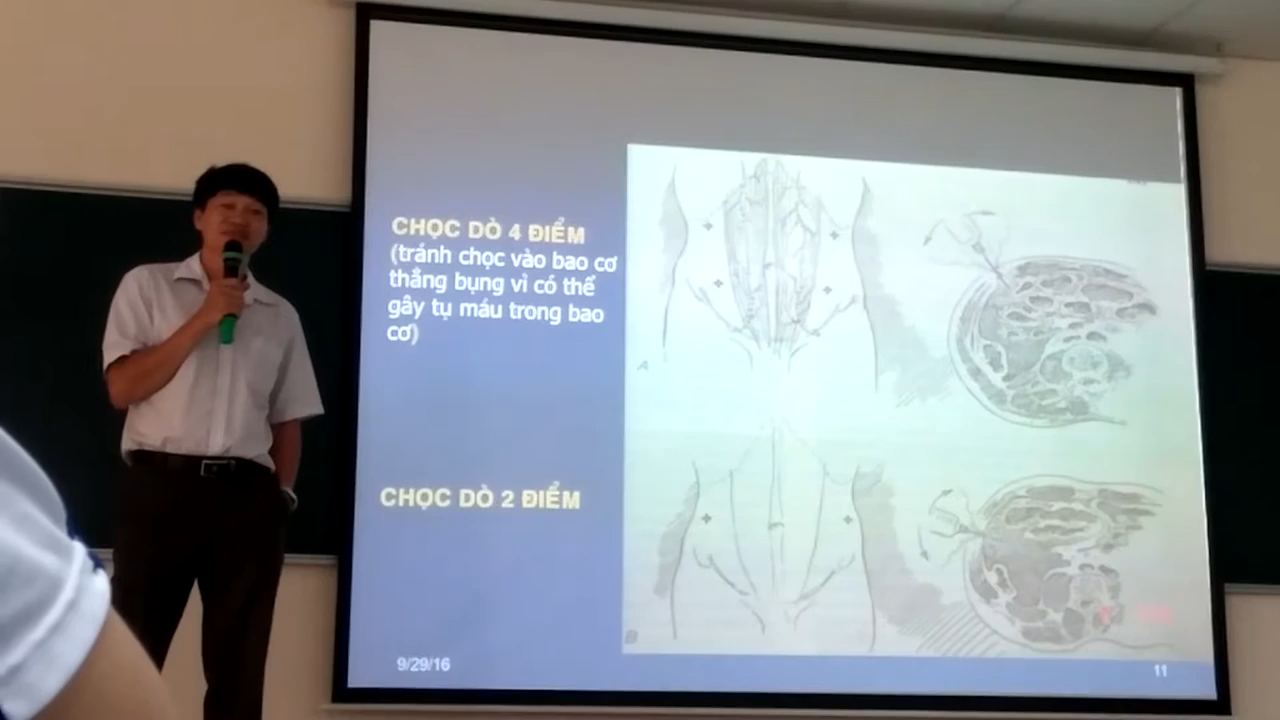 CHỌC DÒ 4 ĐIỂM
(tránh chọc vào bao cơ
thẳng bụng vì có thể
gây tụ máu trong bao
cơ)
A
CHỌC DÒ 2 ĐIỂM
B
9/29/16
11